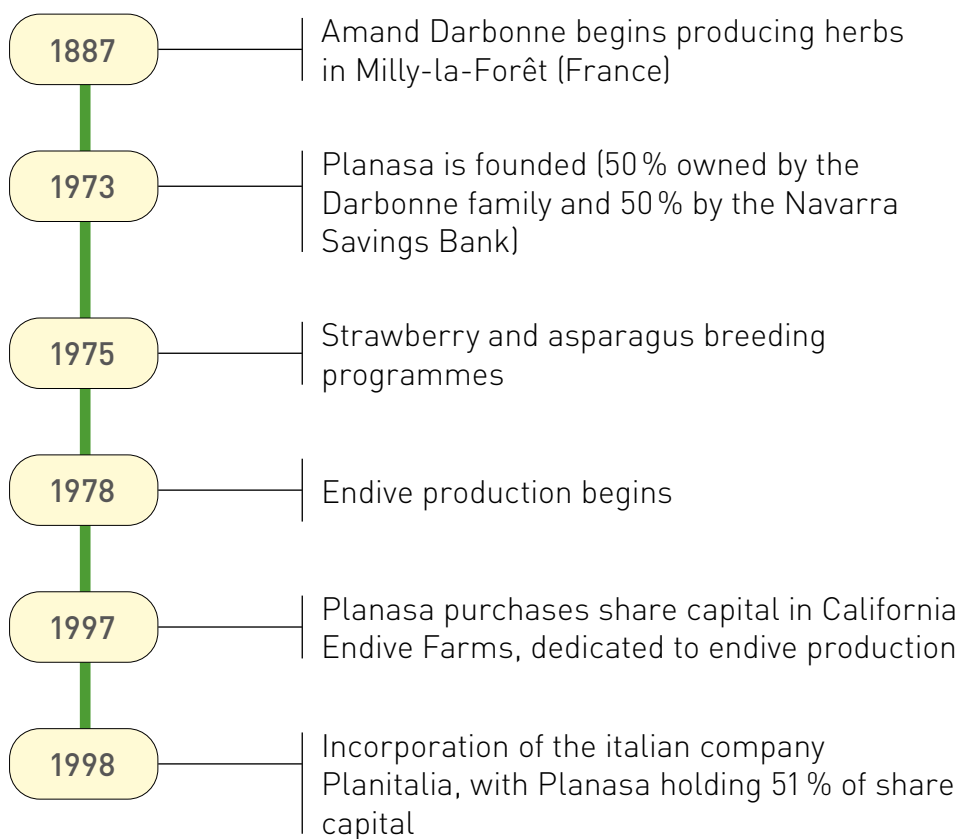 1887
Amand Darbonne begins producing herbs
in Milly-la-Forêt (France)
1973
Planasa is founded (50 % owned by the
Darbonne family and 50 % by the Navarra
Savings Bank)
1975
Strawberry and asparagus breeding
programmes
1978
Endive production begins
1997
Planasa purchases share capital in California
Endive Farms, dedicated to endive production
1998
Incorporation of the italian company
Planitalia, with Planasa holding 51 % of share
capital